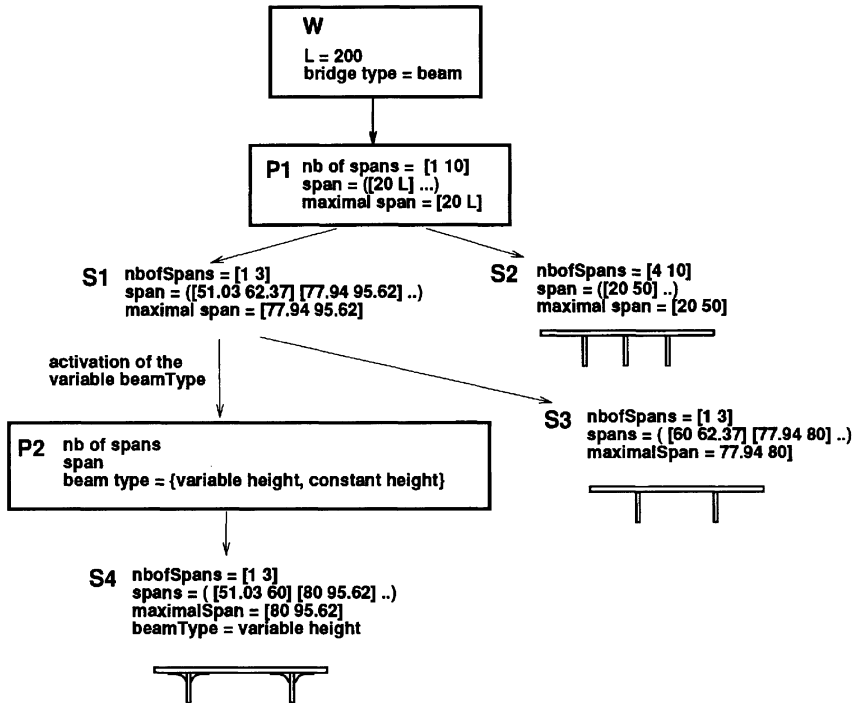 W
L = 200
bridge type = beam
P1
nb of spans = [1 10]
span = ([20 L] ...)
maximal span = [20 L]
S1
nbofSpans = [1 3]
span = ([51.03 62.37] [77.94 95.62] ..)
maximal span = [77.94 95.62]
S2
nbofSpans = [4 10]
span = ([20 50] ..)
maximal span = [20 50]
activation of the
variable beamType
S3
nbofSpans = [1 3]
spans = ( [60 62.37] [77.94 80] ..)
maximalSpan = 77.94 80]
P2
nb of spans
span
beam type = {variable height, constant height}
S4
nbofSpans = [1 3]
spans = ( [51.03 60] [80 95.62] ..)
maximalSpan = [80 95.62]
beamType = variable height